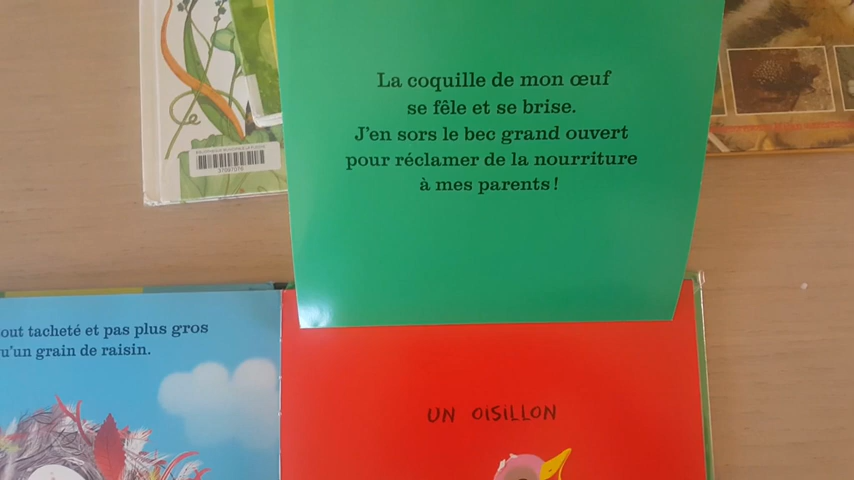 La coquille de mon œuf
se fêle et se brise.
J'en sors le bec grand ouvert
pour réclamer de la nourriture
à mes parents !
out tacheté et pas plus gros
u'un grain de raisin.
UN OISILLON